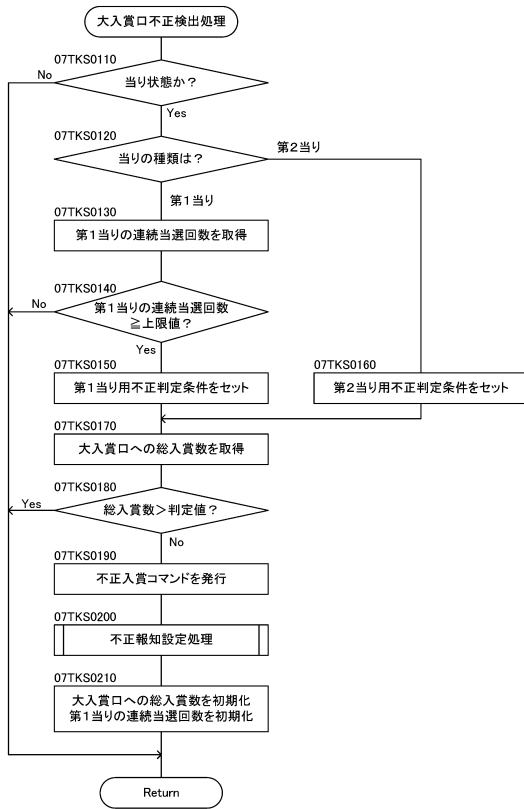 大入賞口不正検出処理
07TKS0110
No
当り状態か？
Yes
07TKS0120
第２当り
当りの種類は？
第１当り
07TKS0130
第１当りの連続当選回数を取得
07TKS0140
No
第１当りの連続当選回数
≧上限値？
Yes
07TKS0150
07TKS0160
第１当り用不正判定条件をセット
第２当り用不正判定条件をセット
07TKS0170
大入賞口への総入賞数を取得
07TKS0180
Yes
総入賞数＞判定値？
No
07TKS0190
不正入賞コマンドを発行
07TKS0200
不正報知設定処理
07TKS0210
大入賞口への総入賞数を初期化
第１当りの連続当選回数を初期化
Return